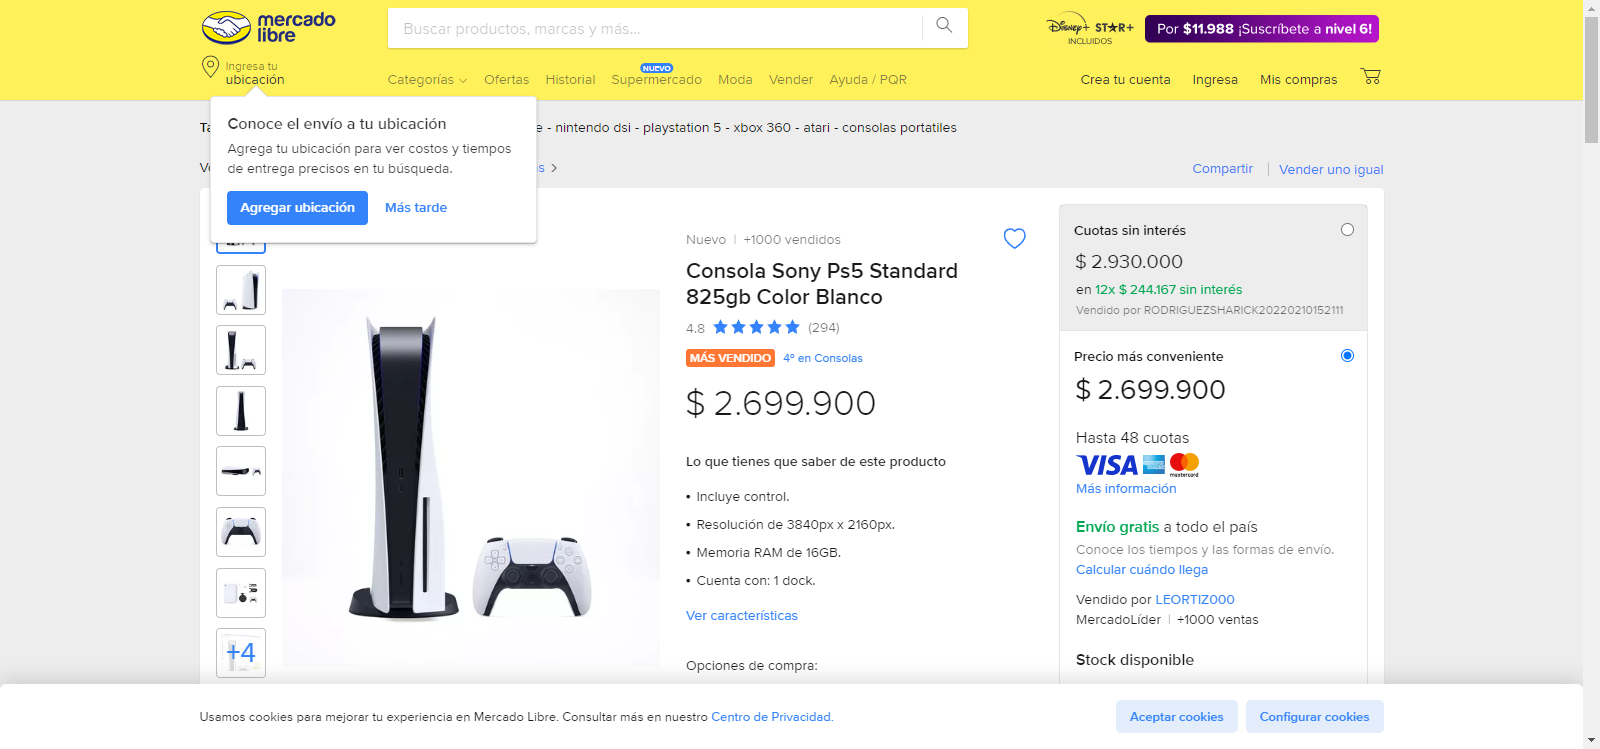 mercado
libre
Buscar productos, marcas y más...
Disney+ STAR+
INCLUIDOS
Por $11.988 ¡Suscríbete a nivel 6!
Ingresa tu
ubicación
Categorías
Ofertas
Historial
NUEVO
Supermercado
Moda
Vender
Ayuda / PQR
Crea tu cuenta
Ingresa
Mis compras
Conoce el envío a tu ubicación
Agrega tu ubicación para ver costos y tiempos
de entrega precisos en tu búsqueda.
Agregar ubicación
Más tarde
- nintendo dsi - playstation 5 - xbox 360 - atari - consolas portatiles
Compartir
Vender uno igual
+4
Nuevo | +1000 vendidos
Consola Sony Ps5 Standard
825gb Color Blanco
4.8 (294)
MÁS VENDIDO 4º en Consolas
$ 2.699.900
Lo que tienes que saber de este producto
• Incluye control.
• Resolución de 3840px x 2160px.
• Memoria RAM de 16GB.
• Cuenta con: 1 dock.
Ver características
Opciones de compra:
Cuotas sin interés
$ 2.930.000
en 12x $ 244.167 sin interés
Vendido por RODRIGUEZSHARICK20220210152111
Precio más conveniente
$ 2.699.900
Hasta 48 cuotas
VISA
mastercard
Más información
Envío gratis a todo el país
Conoce los tiempos y las formas de envío.
Calcular cuándo llega
Vendido por LEORTIZ000
MercadoLíder | +1000 ventas
Stock disponible
Usamos cookies para mejorar tu experiencia en Mercado Libre. Consultar más en nuestro Centro de Privacidad.
Aceptar cookies
Configurar cookies